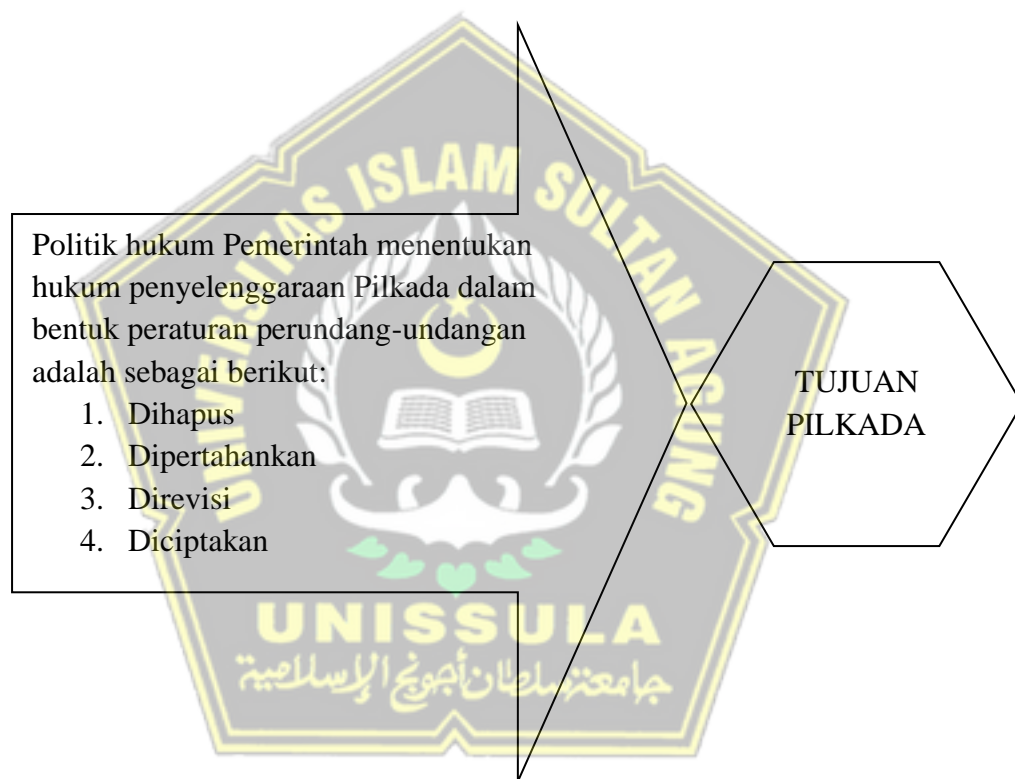 UNIVERSITAS ISLAM SULTAN AGUNG
Politik hukum Pemerintah menentukan
hukum penyelenggaraan Pilkada dalam
bentuk peraturan perundang-undangan
adalah sebagai berikut:
1. Dihapus
2. Dipertahankan
3. Direvisi
4. Diciptakan
TUJUAN
PILKADA
UNISSULA
جامعة سلطان أجونج الإسلامية